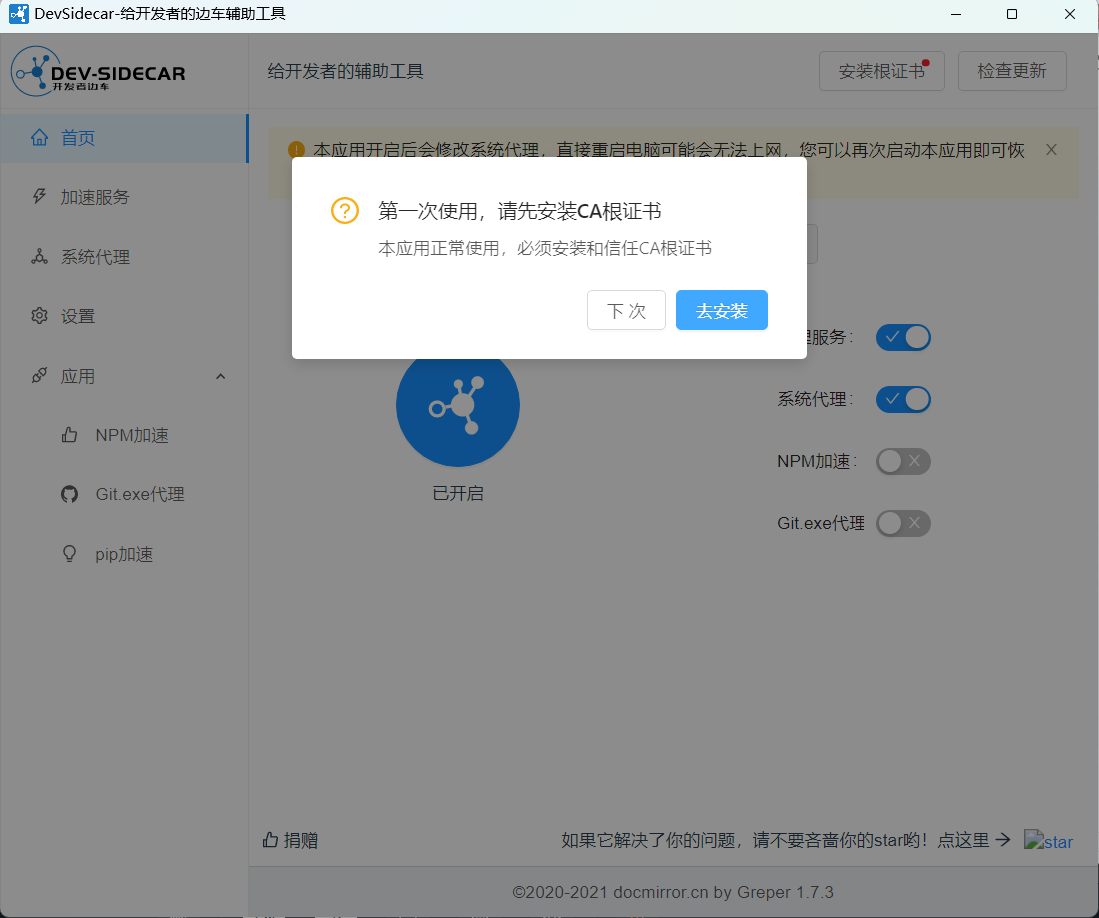 DevSidecar-给开发者的边车辅助工具
DEV-SIDECAR
开发者边车
给开发者的辅助工具
安装根证书
检查更新
首页
本应用开启后会修改系统代理，直接重启电脑可能会无法上网，您可以再次启动本应用即可恢
加速服务
第一次使用，请先安装CA根证书
本应用正常使用，必须安装和信任CA根证书
系统代理
下 次
去安装
设置
理服务：
应用
系统代理：
NPM加速
NPM加速：
Git.exe代理
已开启
Git.exe代理
pip加速
捐赠
如果它解决了你的问题，请不要吝啬你的star哟！点这里
star
©2020-2021 docmirror.cn by Greper 1.7.3